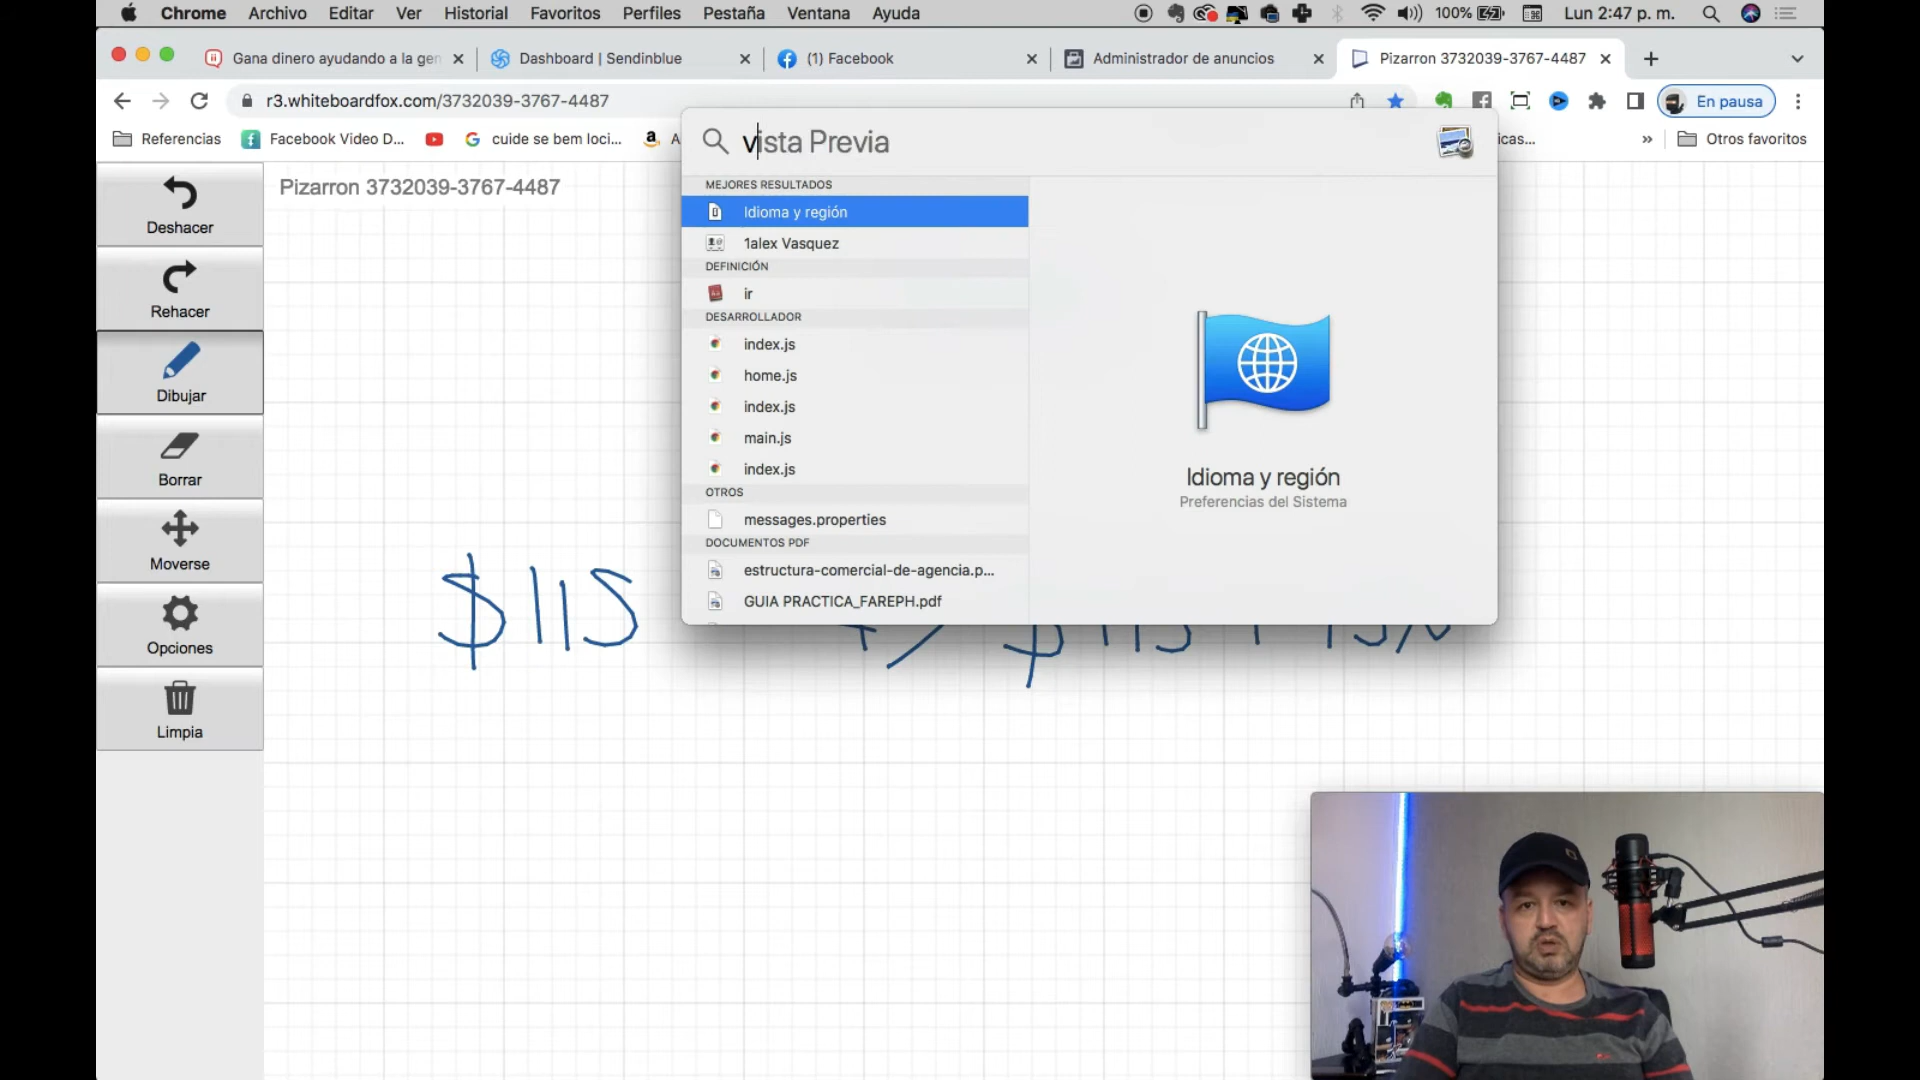 Chrome Archivo Editar Ver Historial Favoritos Perfiles Pestaña Ventana Ayuda 100% Lun 2:47 p. m.
Gana dinero ayudando a la gen
Dashboard | Sendinblue
(1) Facebook
Administrador de anuncios
Pizarron 3732039-3767-4487
r3.whiteboardfox.com/3732039-3767-4487
En pausa
Referencias
Facebook Video D...
cuide se bem loci...
icas...
Otros favoritos
vista Previa
MEJORES RESULTADOS
Idioma y región
1alex Vasquez
DEFINICIÓN
ir
DESARROLLADOR
index.js
home.js
index.js
main.js
index.js
OTROS
messages.properties
DOCUMENTOS PDF
estructura-comercial-de-agencia.p...
GUIA PRACTICA_FAREPH.pdf
Idioma y región
Preferencias del Sistema
Deshacer
Rehacer
Dibujar
Borrar
Moverse
Opciones
Limpia
Pizarron 3732039-3767-4487
$115